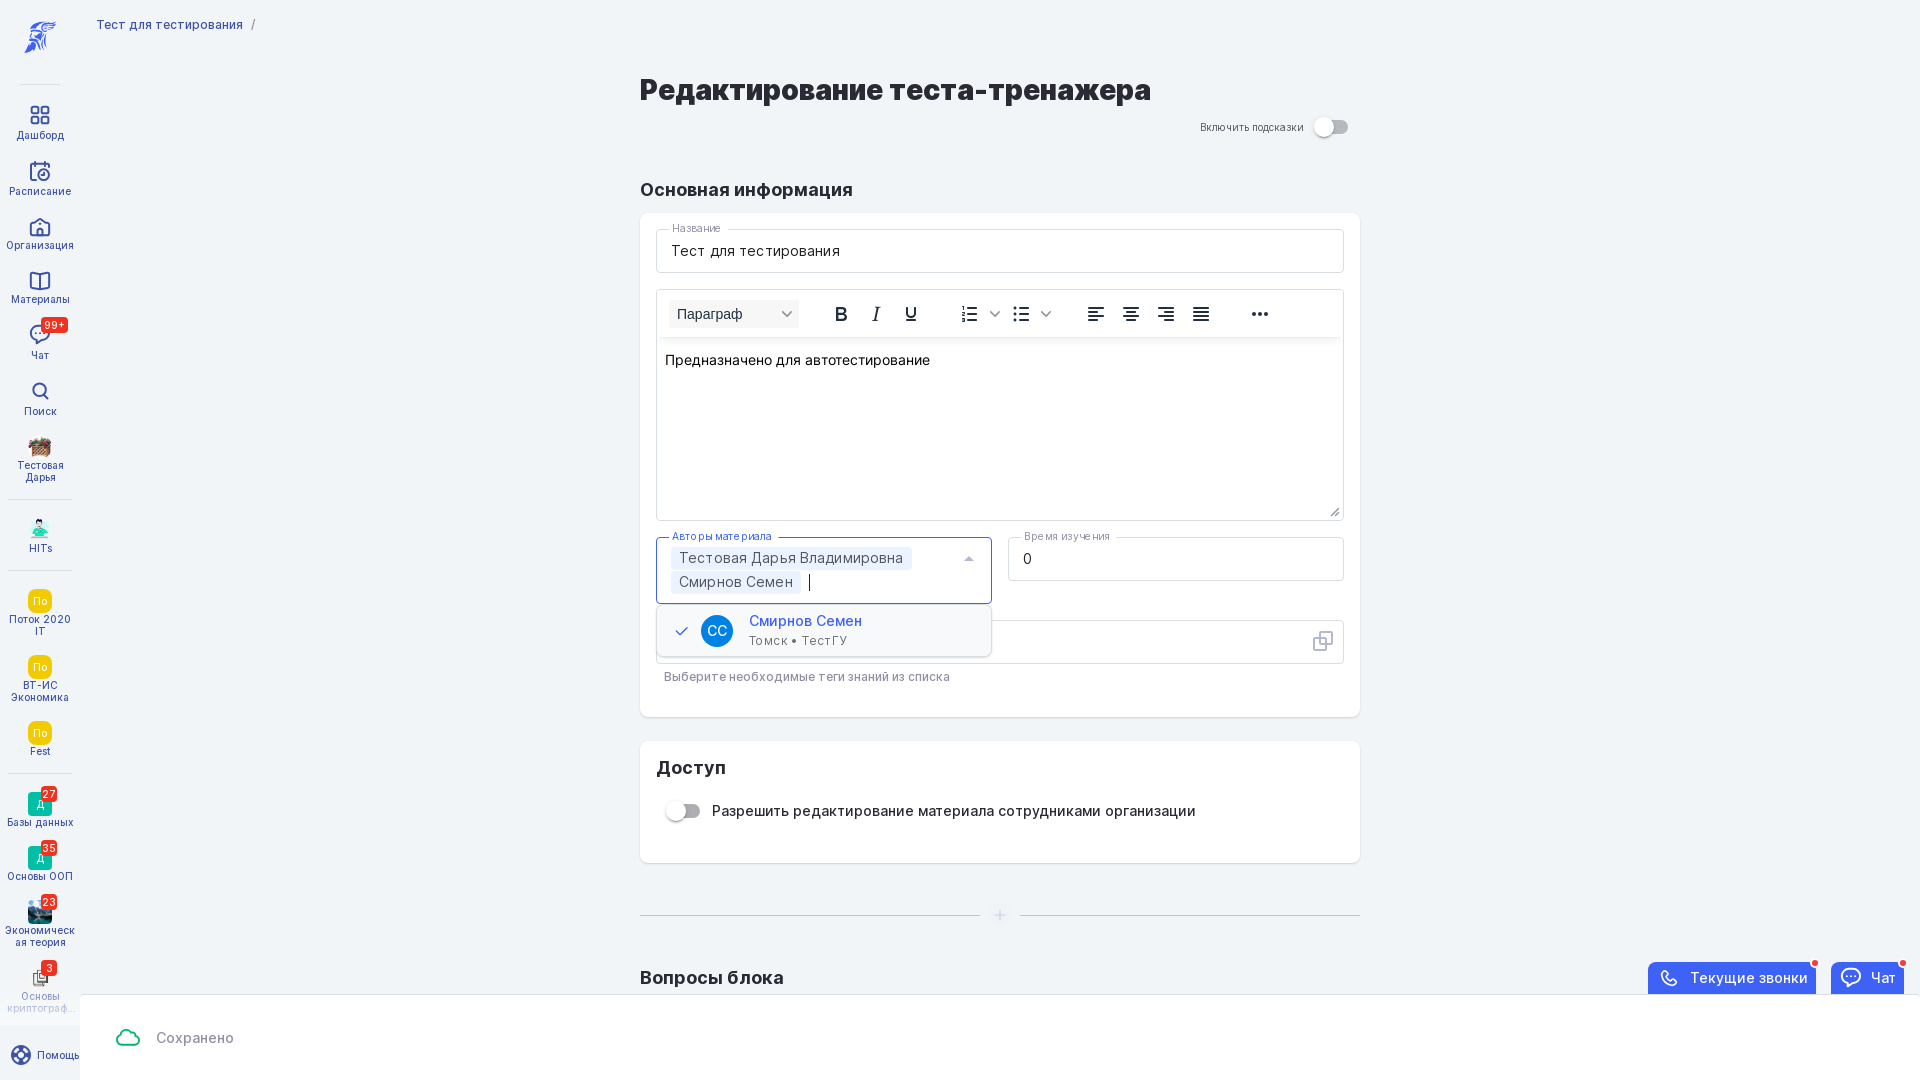 Тест для тестирования /
Редактирование теста-тренажера
Включить подсказки
Дашборд
Расписание
Организация
Материалы
99+
Чат
Поиск
Тестовая
Дарья
HITs
По
Поток 2020
IT
По
ВТ-ИС
Экономика
По
Fest
27
Д
Базы данных
35
Д
Основы ООП
23
Экономическ
ая теория
3
Основы
криптограф...
Помощь
Основная информация
Название
Тест для тестирования
Параграф
B I U
Предназначено для автотестирование
Авторы материала
Тестовая Дарья Владимировна
Смирнов Семен
Время изучения
0
СС
Смирнов Семен
Томск • ТестГУ
Выберите необходимые теги знаний из списка
Доступ
Разрешить редактирование материала сотрудниками организации
Вопросы блока
Текущие звонки
Чат
Сохранено